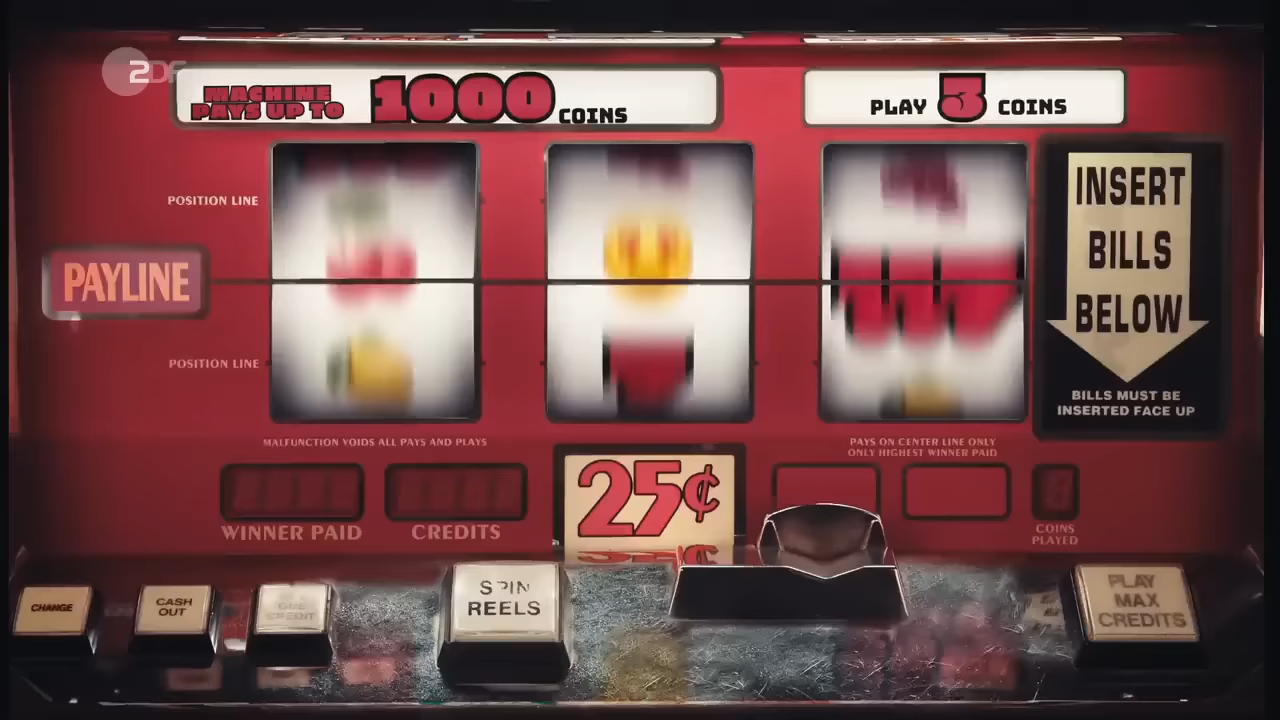 ZDF
MACHINE
PAYS UP TO
1000
COINS
PLAY 3 COINS
POSITION LINE
PAYLINE
POSITION LINE
INSERT
BILLS
BELOW
BILLS MUST BE
INSERTED FACE UP
MALFUNCTION VOIDS ALL PAYS AND PLAYS
PAYS ON CENTER LINE ONLY
ONLY HIGHEST WINNER PAID
25¢
WINNER PAID
CREDITS
COINS
PLAYED
CHANGE
CASH
OUT
CREDIT
SPIN
REELS
PLAY
MAX
CREDITS